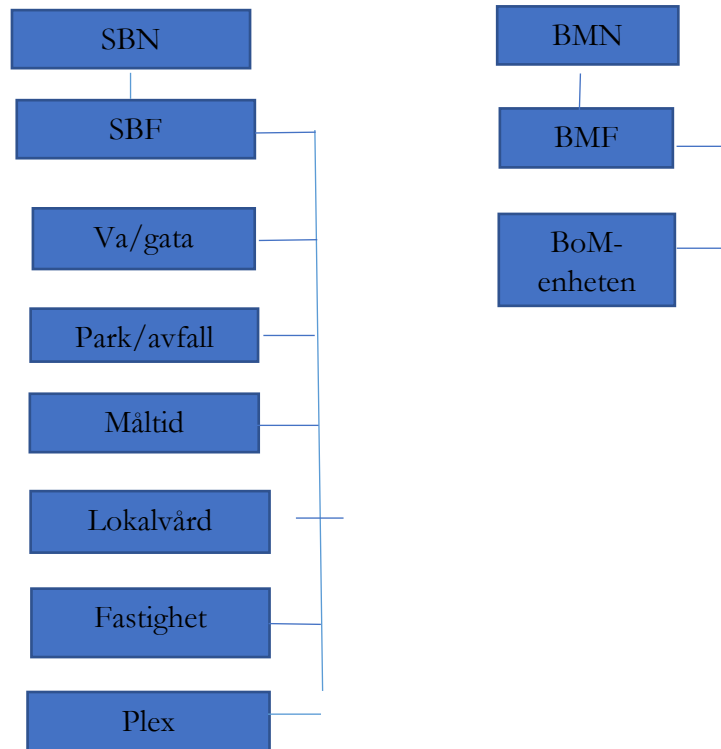 SBN
SBF
Va/gata
Park/avfall
Måltid
Lokalvård
Fastighet
Plex
BMN
BMF
BoM-
enheten